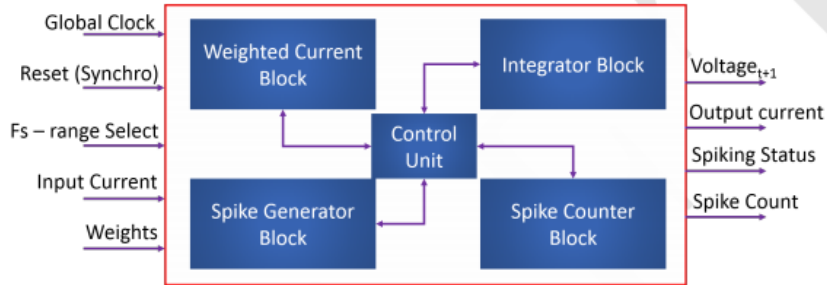 Global Clock
Reset (Synchro)
Fs – range Select
Input Current
Weights
Weighted Current
Block
Integrator Block
Control
Unit
Spike Generator
Block
Spike Counter
Block
Voltage_{t+1}
Output current
Spiking Status
Spike Count